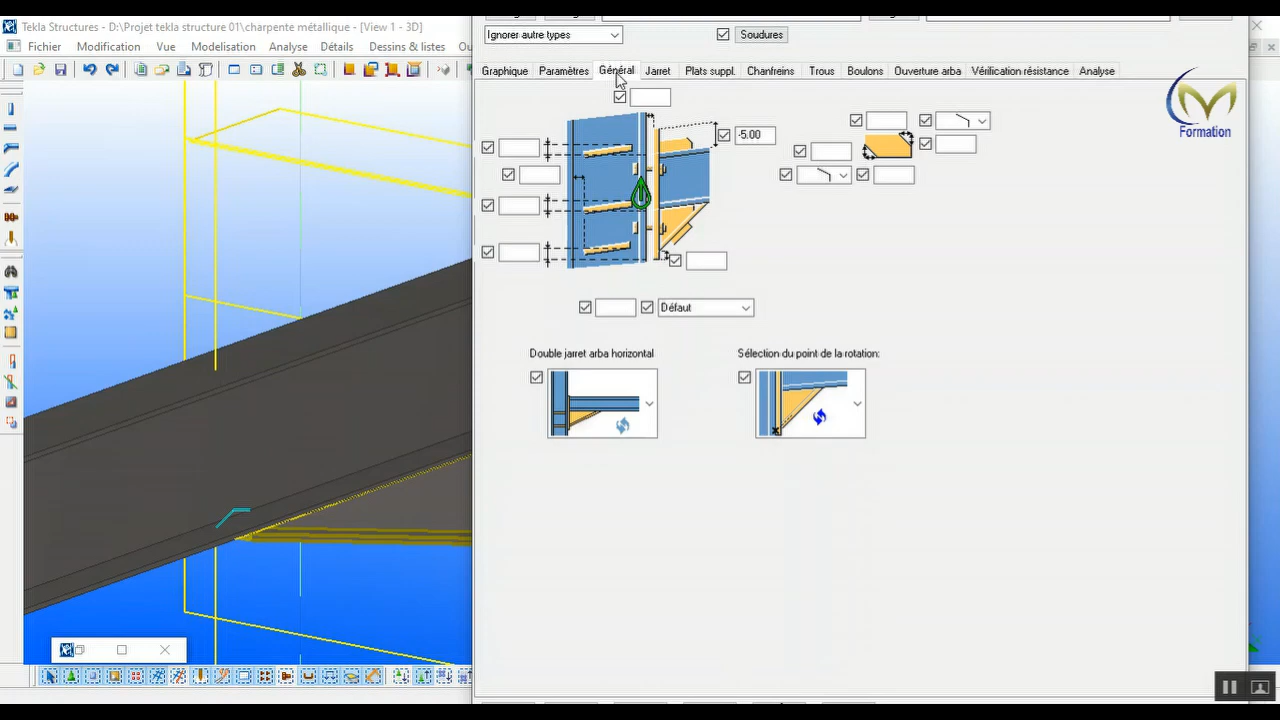 Tekla Structures - D:\Projet tekla structure 01\charpente métallique - [View 1 - 3D]
Fichier Modification Vue Modelisation Analyse Détails Dessins & listes
Ignorer autre types
Soudures
Graphique Paramètres Général Jarret Plats suppl. Chanfreins Trous Boulons Ouverture arba Vérification résistance Analyse
-5.00
Défaut
Double jarret arba horizontal
Sélection du point de la rotation:
Formation